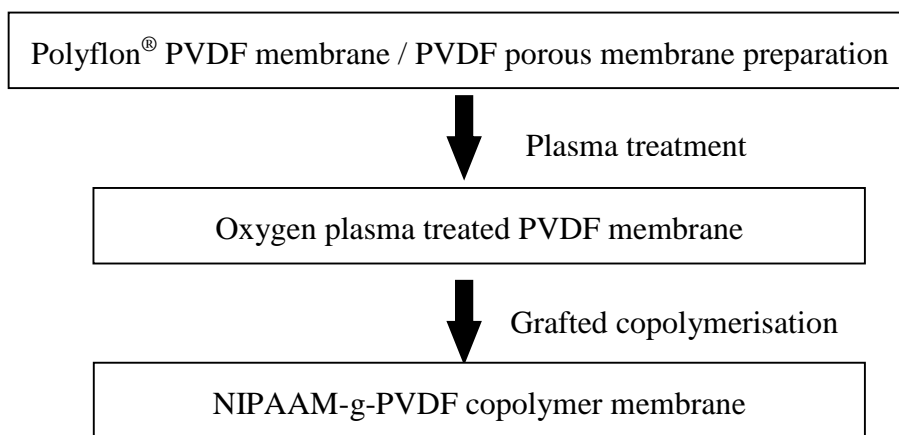 Polyflon® PVDF membrane / PVDF porous membrane preparation
Plasma treatment
Oxygen plasma treated PVDF membrane
Grafted copolymerisation
NIPAAM-g-PVDF copolymer membrane